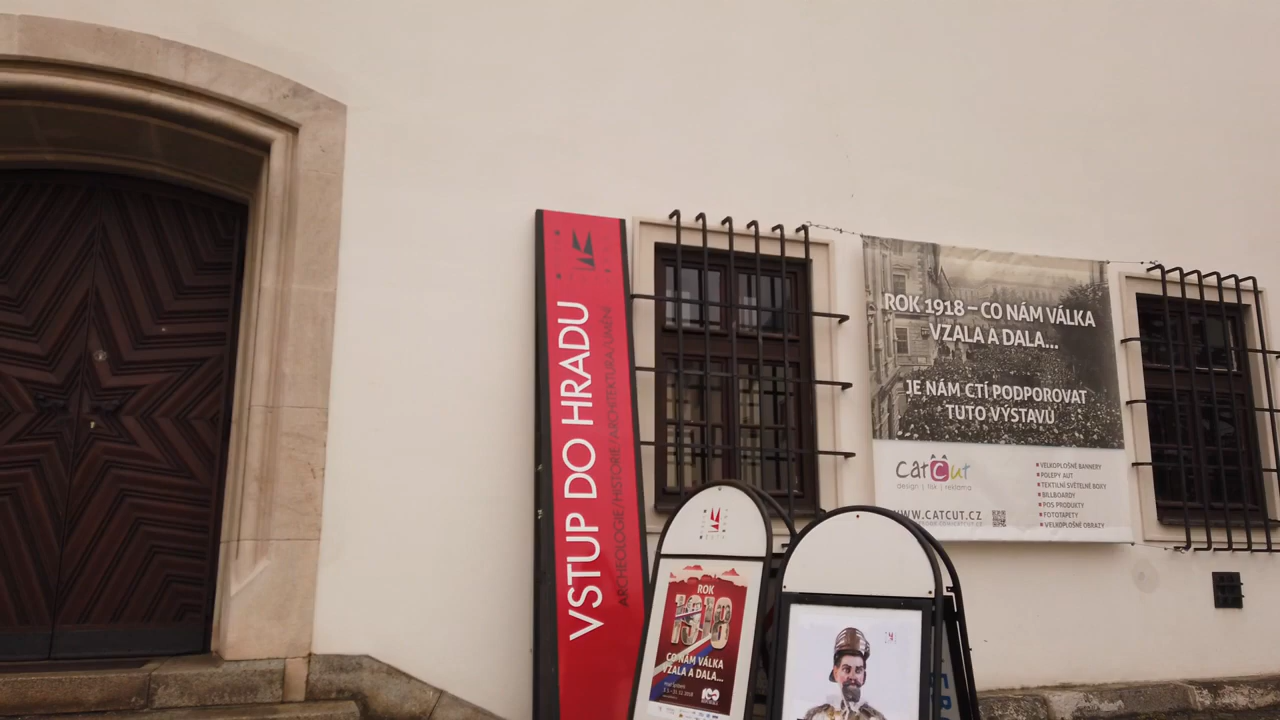 VSTUP DO HRADU
ARCHEOLOGIE/HISTORIE/ARCHITEKTURA/UMĚNÍ
ROK 1918 – CO NÁM VÁLKA
VZALA A DALA...
JE NÁM CTÍ PODPOROVAT
TUTO VÝSTAVU
catCut
design | tisk | reklama
WWW.CATCUT.CZ
VELKOPLOŠNÉ BANNERY
POLEPY AUT
TEXTILNÍ SVĚTELNÉ BOXY
BILLBOARDY
POS PRODUKTY
FOTOTAPETY
VELKOPLOŠNÉ OBRAZY
ROK
1918
CO NÁM VÁLKA
VZALA A DALA...